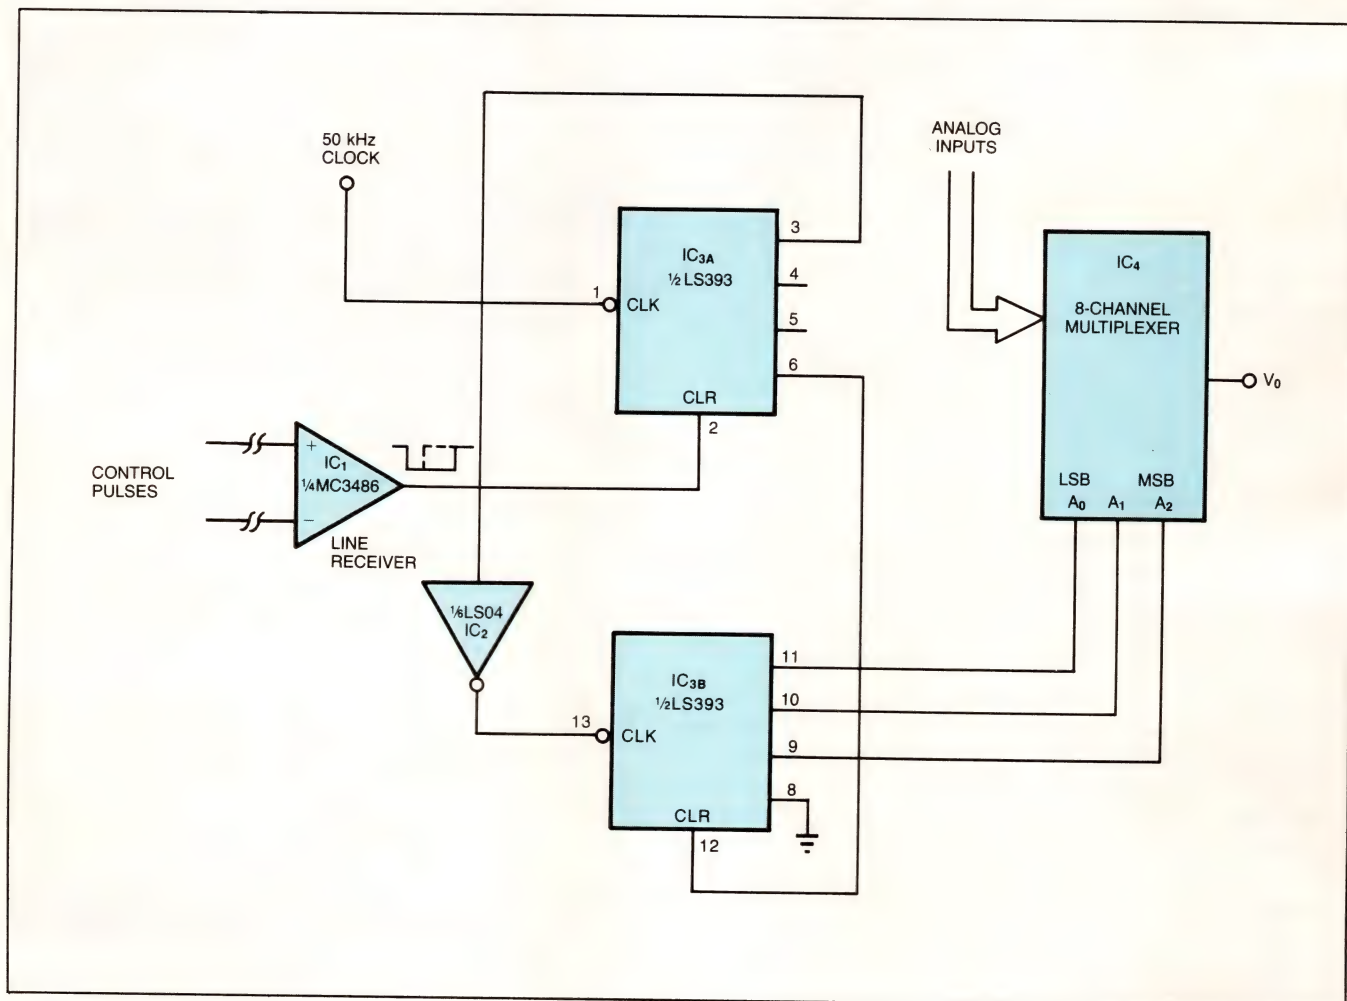 50 kHz
CLOCK
ANALOG
INPUTS
3
IC3A
½ LS393
4
1
CLK
5
6
CLR
2
IC4
8-CHANNEL
MULTIPLEXER
V0
+
IC1
¼MC3486
−
CONTROL
PULSES
LINE
RECEIVER
LSB
MSB
A0
A1
A2
⅙LS04
IC2
11
IC3B
½LS393
10
13
CLK
9
8
CLR
12